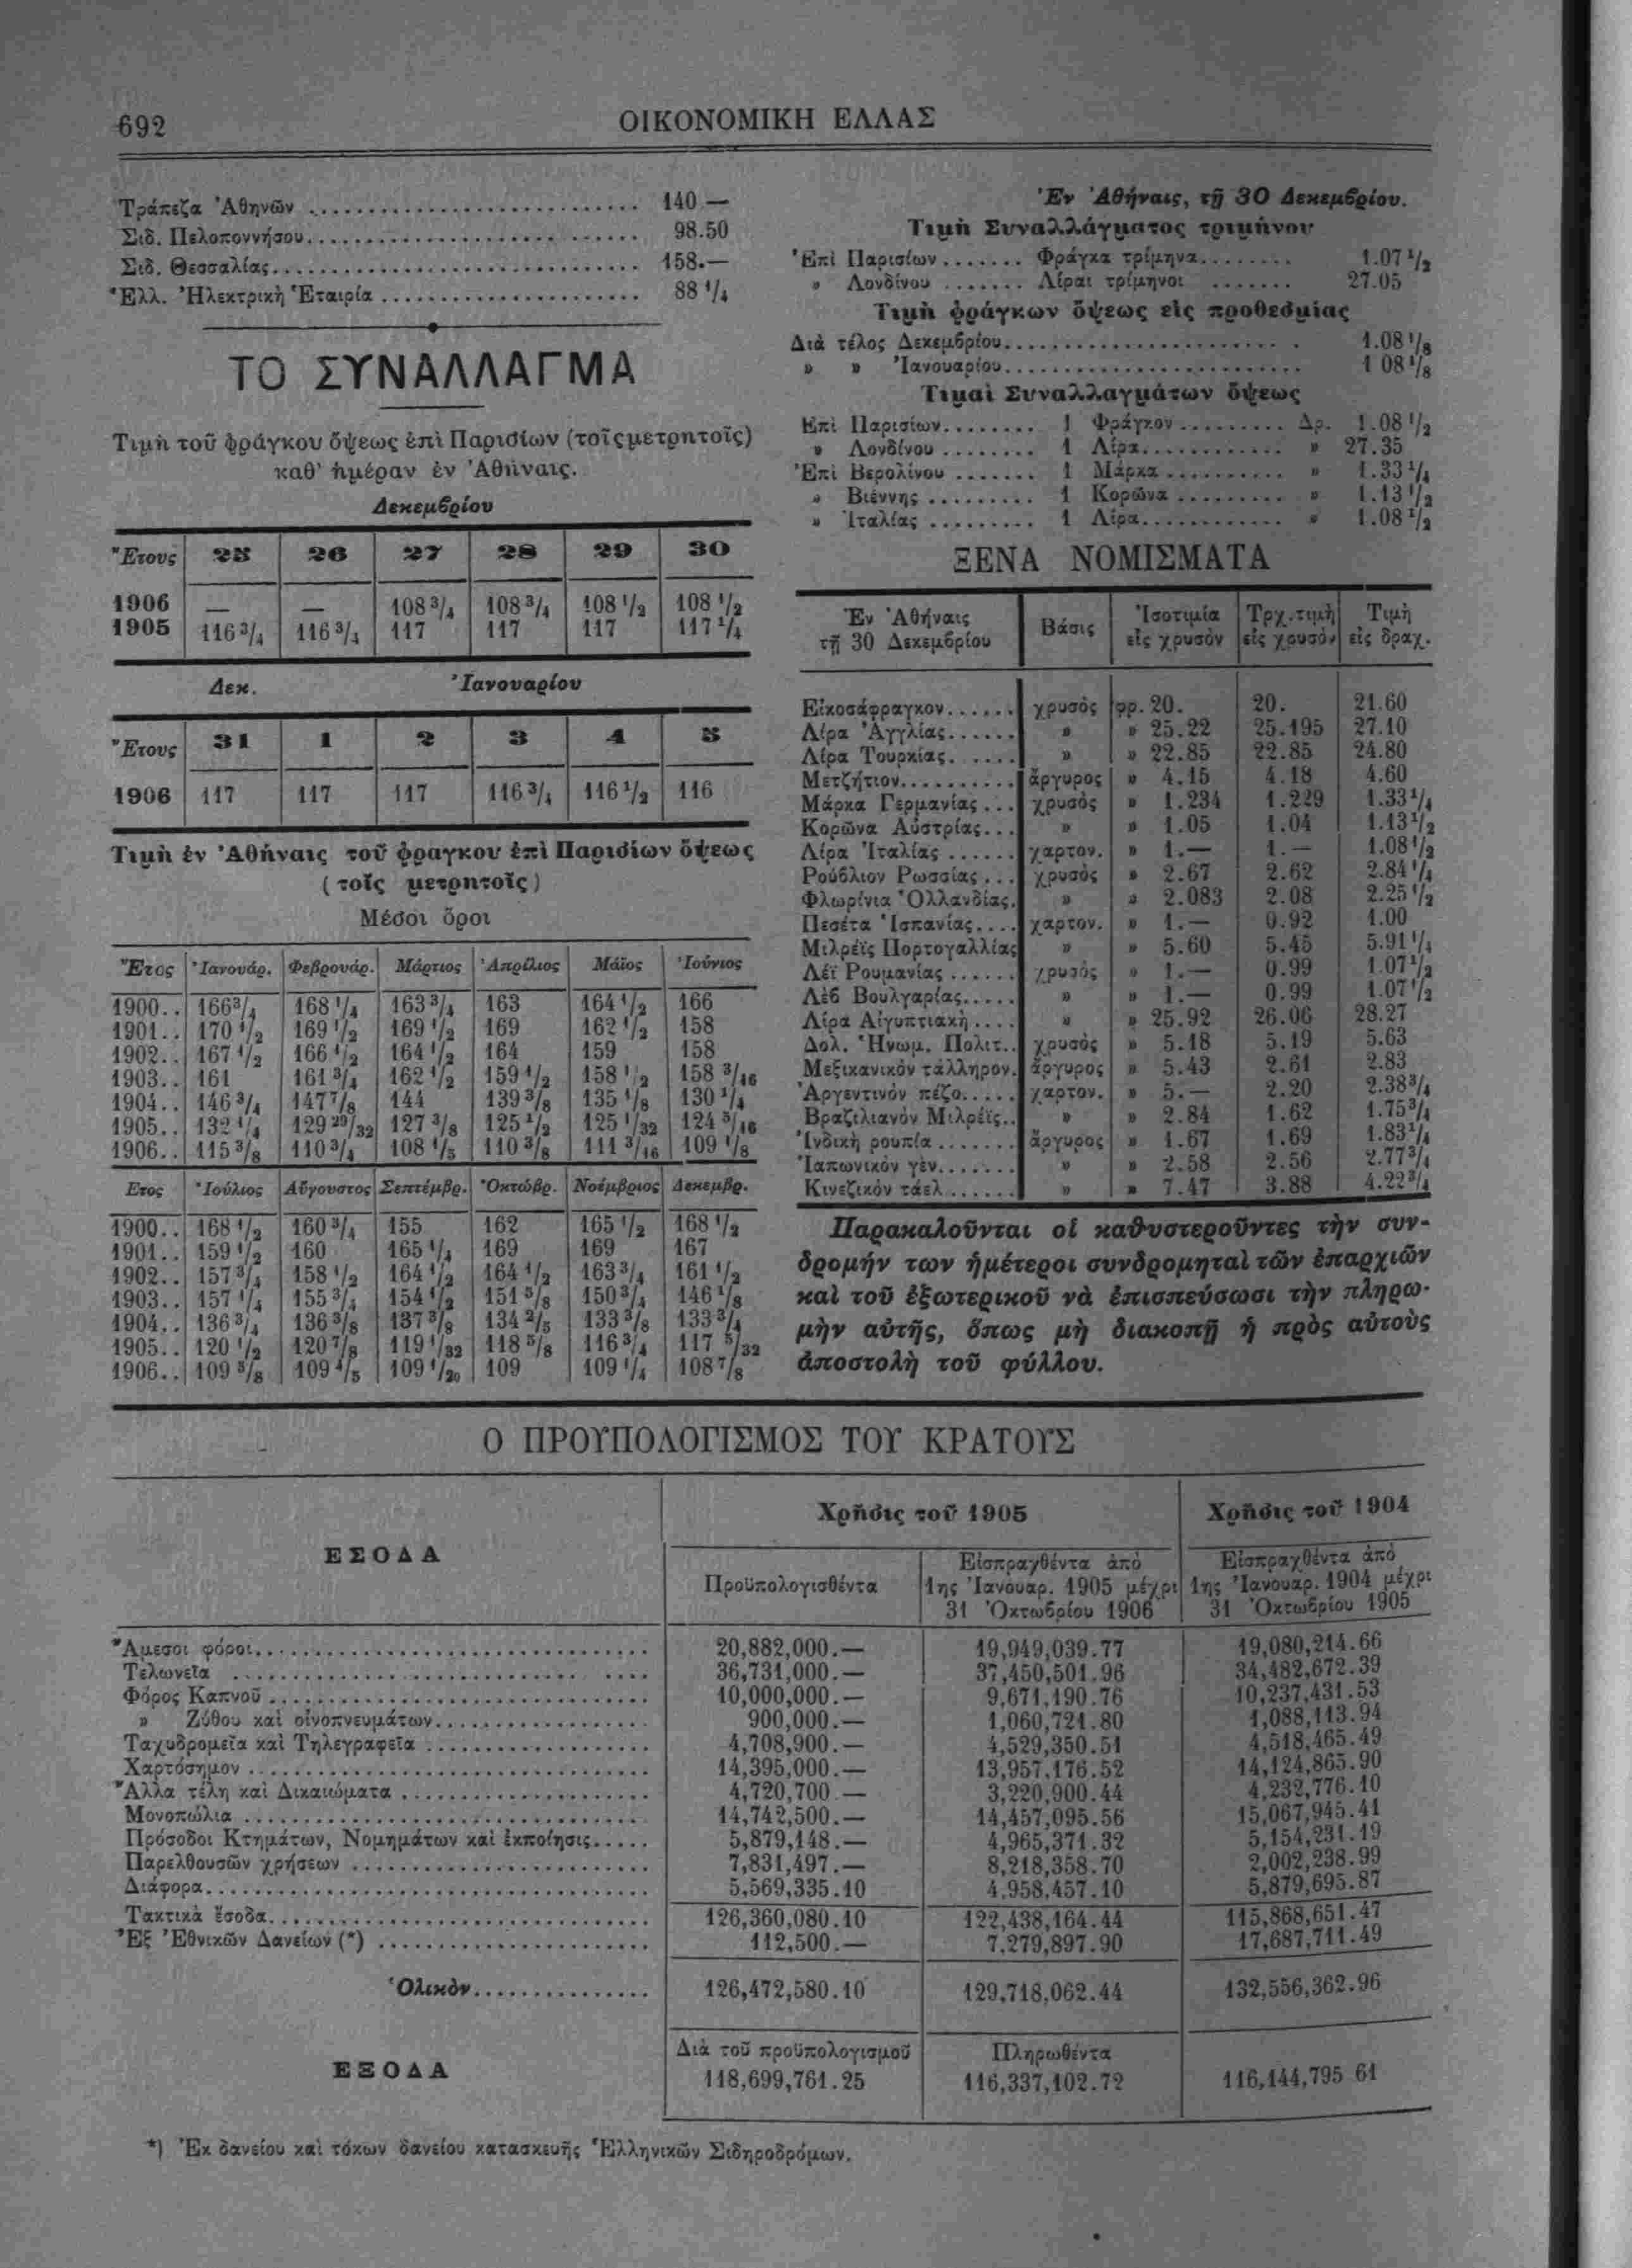 692
ΟΙΚΟΝΟΜΙΚΗ ΕΛΛΑΣ
Τράπεζα Ἀθηνῶν .......... 140.—
Σιδ. Πελοποννήσου.......... 98.50
Σιδ. Θεσσαλίας.......... 158.—
Ἑλλ. Ἠλεκτρικὴ Ἑταιρία .......... 88 1/4
ΤΟ ΣΥΝΑΛΛΑΓΜΑ
Τιμὴ τοῦ φράγκου ὄψεως ἐπὶ Παρισίων (τοῖς μετρητοῖς)
καθ' ἡμέραν ἐν Ἀθήναις.
Δεκεμβρίου
Ἔτους 25 26 27 28 29 30
1906 — — 108 3/4 108 3/4 108 1/2 108 1/2
1905 116 3/4 116 3/4 117 117 117 117 1/4
Δεκ. Ἰανουαρίου
Ἔτους 31 1 2 3 4 5
1906 117 117 117 116 3/4 116 1/2 116
Τιμὴ ἐν Ἀθήναις τοῦ φραγκου ἐπὶ Παρισίων ὄψεως
(τοῖς μετρητοῖς)
Μέσοι ὅροι
Ἔτος Ἰανουάρ. Φεβρουάρ. Μάρτιος Ἀπρίλιος Μάϊος Ἰούνιος
1900.. 166 3/4 168 1/4 163 3/4 163 164 1/2 166
1901.. 170 1/2 169 1/2 169 1/2 169 162 1/2 158
1902.. 167 1/2 166 1/2 164 1/2 164 159 158
1903.. 161 161 3/4 162 1/2 159 1/2 158 1/2 158 3/16
1904.. 146 3/4 147 7/8 144 139 3/8 135 1/8 130 1/4
1905.. 132 1/4 129 29/32 127 3/8 125 1/2 125 1/32 124 5/16
1906.. 115 3/8 110 3/4 108 1/5 110 3/8 111 3/16 109 1/8
Ετος Ἰούλιος Αὔγουστος Σεπτέμβρ. Ὀκτώβρ. Νοέμβριος Δεκεμβρ.
1900.. 168 1/2 160 3/4 155 162 165 1/2 168 1/2
1901.. 159 1/2 160 165 1/4 169 169 167
1902.. 157 3/4 158 1/2 164 1/2 164 1/2 163 3/4 161 1/2
1903.. 157 1/4 155 3/4 154 1/2 151 5/8 150 3/4 146 1/8
1904.. 136 3/4 136 3/8 137 3/8 134 2/5 133 3/8 133 3/4
1905.. 120 1/2 120 7/8 119 1/32 118 5/8 116 3/4 117 5/32
1906.. 109 5/8 109 4/5 109 1/20 109 109 1/4 108 7/8
Ἐν Ἀθήναις, τῇ 30 Δεκεμβρίου.
Τιμὴ Συναλλάγματος τριμήνου
Ἐπὶ Παρισίων....... Φράγκα τρίμηνα........ 1.07 1/2
» Λονδίνου ....... Λίραι τρίμηνοι ....... 27.05
Τιμὴ φράγκων ὄψεως εἰς προθεσμίας
Διὰ τέλος Δεκεμβρίου.......... 1.08 1/8
» » Ἰανουαρίου.......... 1 08 1/8
Τιμαὶ Συναλλαγμάτων ὄψεως
Ἐπὶ Παρισίων........ 1 Φράγκον ......... Δρ. 1.08 1/2
» Λονδίνου ........ 1 Λίρα............ » 27.35
Ἐπὶ Βερολίνου ....... 1 Μάρκα .......... » 1.33 1/4
» Βιέννης ......... 1 Κορῶνα ......... » 1.13 1/2
» Ἰταλίας ......... 1 Λίρα............ » 1.08 1/2
ΞΕΝΑ ΝΟΜΙΣΜΑΤΑ
Ἐν Ἀθήναις τῇ 30 Δεκεμβρίου Βάσις Ἰσοτιμία εἰς χρυσὸν Τρχ.τιμὴ εἰς χρυσὸν Τιμὴ εἰς δραχ.
Εἰκοσάφραγκον...... χρυσὸς φρ. 20. 20. 21.60
Λίρα Ἀγγλίας...... » » 25.22 25.195 27.10
Λίρα Τουρκίας...... » » 22.85 22.85 24.80
Μετζήτιον.......... ἄργυρος » 4.15 4.18 4.60
Μάρκα Γερμανίας... χρυσὸς » 1.234 1.229 1.33 1/4
Κορῶνα Αὐστρίας... » » 1.05 1.04 1.13 1/2
Λίρα Ἰταλίας ...... χαρτον. » 1.— 1.— 1.08 1/2
Ρούβλιον Ρωσσίας... χρυσὸς » 2.67 2.62 2.84 1/4
Φλωρίνια Ὁλλανδίας. » » 2.083 2.08 2.25 1/2
Πεσέτα Ἱσπανίας.... χαρτον. » 1.— 0.92 1.00
Μιλρέϊς Πορτογαλλίας » » 5.60 5.45 5.91 1/4
Λέϊ Ρουμανίας ...... χρυσὸς » 1.— 0.99 1.07 1/2
Λὲβ Βουλγαρίας..... » » 1.— 0.99 1.07 1/2
Λίρα Αἰγυπτιακὴ .... » » 25.92 26.06 28.27
Δολ. Ἡνωμ. Πολιτ.. χρυσὸς » 5.18 5.19 5.63
Μεξικανικὸν τάλληρον. ἄργυρος » 5.43 2.61 2.83
Ἀργεντινὸν πέζο..... χαρτον. » 5.— 2.20 2.38 3/4
Βραζιλιανὸν Μιλρέϊς.. » » 2.84 1.62 1.75 3/4
Ἰνδικὴ ρουπία ....... ἄργυρος » 1.67 1.69 1.83 1/4
Ἰαπωνικὸν γὲν....... » » 2.58 2.56 2.77 3/4
Κινεζικὸν τάελ ...... » » 7.47 3.88 4.22 3/4
Παρακαλοῦνται οἱ καθυστεροῦντες τὴν συν-
δρομήν των ἡμέτεροι συνδρομηταὶ τῶν ἐπαρχιῶν
καὶ τοῦ ἐξωτερικοῦ νὰ ἐπισπεύσωσι τὴν πληρω-
μὴν αὐτῆς, ὅπως μὴ διακοπῇ ἡ πρὸς αὐτοὺς
ἀποστολὴ τοῦ φύλλου.
Ο ΠΡΟΥΠΟΛΟΓΙΣΜΟΣ ΤΟΥ ΚΡΑΤΟΥΣ
ΕΣΟΔΑ
Χρῆσις τοῦ 1905 Χρῆσις τοῦ 1904
Προϋπολογισθέντα
Εἰσπραχθέντα ἀπὸ
1ης Ἰανουαρ. 1905 μέχρι
31 Ὀκτωβρίου 1906
Εἰσπραχθέντα ἀπὸ
1ης Ἰανουαρ. 1904 μέχρι
31 Ὀκτωβρίου 1905
Ἄμεσοι φόροι.......... 20,882,000.— 19,949,039.77 19,080,214.66
Τελωνεῖα .......... 36,731,000.— 37,450,501.96 34,482,672.39
Φόρος Καπνοῦ .......... 10,000,000.— 9,671,190.76 10,237,431.53
» Ζύθου καὶ οἰνοπνευμάτων.......... 900,000.— 1,060,721.80 1,088,113.94
Ταχυδρομεῖα καὶ Τηλεγραφεῖα .......... 4,708,900.— 4,529,350.51 4,518,465.49
Χαρτόσημον .......... 14,395,000.— 13,957,176.52 14,124,865.90
Ἄλλα τέλη καὶ Δικαιώματα .......... 4,720,700.— 3,220,900.44 4,232,776.10
Μονοπώλια .......... 14,742,500.— 14,457,095.56 15,067,945.41
Πρόσοδοι Κτημάτων, Νομημάτων καὶ ἐκποίησις..... 5,879,148.— 4,965,371.32 5,154,231.19
Παρελθουσῶν χρήσεων .......... 7,831,497.— 8,218,358.70 2,002,238.99
Διάφορα.......... 5,569,335.10 4,958,457.10 5,879,695.87
Τακτικὰ ἔσοδα.......... 126,360,080.10 122,438,164.44 115,868,651.47
Ἐξ Ἐθνικῶν Δανείων (*) .......... 112,500.— 7,279,897.90 17,687,711.49
Ὁλικὸν.......... 126,472,580.10 129,718,062.44 132,556,362.96
ΕΞΟΔΑ
Διὰ τοῦ προϋπολογισμοῦ Πληρωθέντα
118,699,761.25 116,337,102.72 116,144,795 61
*) Ἐκ δανείου καὶ τόκων δανείου κατασκευῆς Ἑλληνικῶν Σιδηροδρόμων.